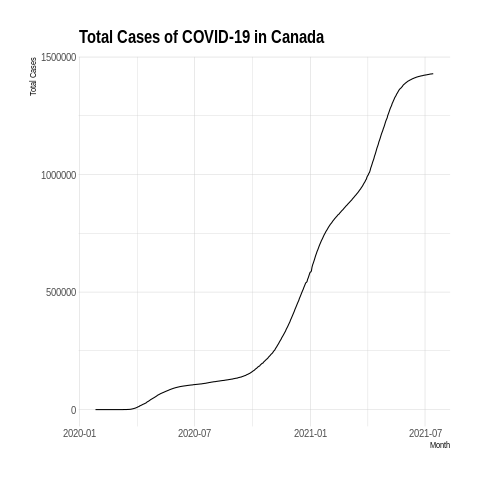 Total Cases of COVID-19 in Canada
Total Cases
1500000
1000000
500000
0
2020-01 2020-07 2021-01 2021-07
Month